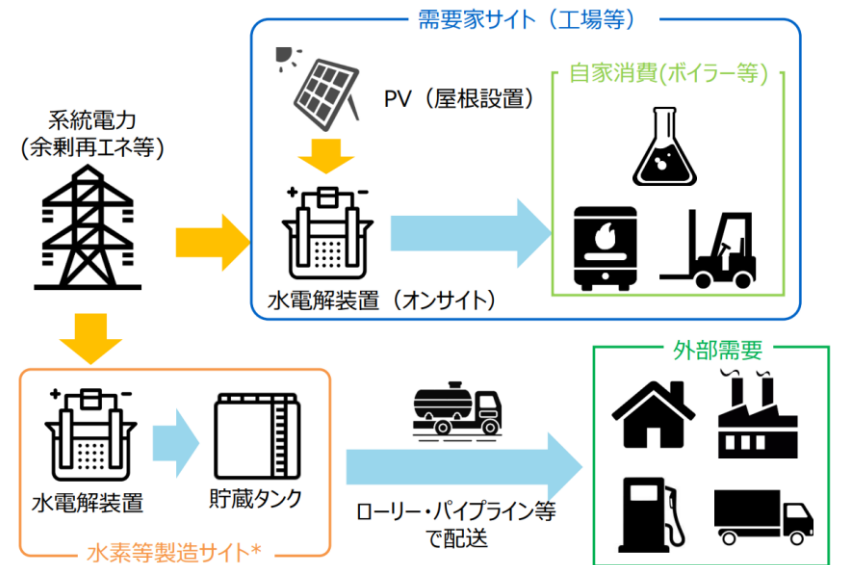 需要家サイト（工場等）
自家消費(ボイラー等)
PV（屋根設置）
系統電力
(余剰再エネ等)
水電解装置（オンサイト）
外部需要
水電解装置
貯蔵タンク
ローリー・パイプライン等
で配送
水素等製造サイト*